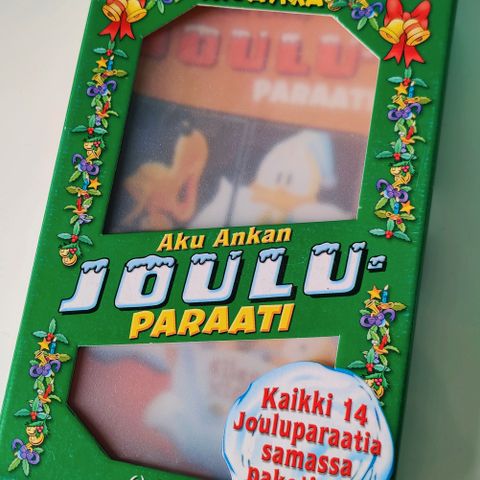 JOULU-
PARAATI
Aku Ankan
JOULU-
PARAATI
Kaikki 14
Jouluparaatia
samassa